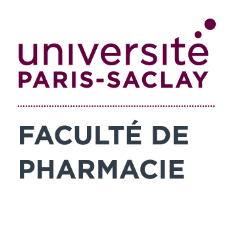 université
PARIS-SACLAY
FACULTÉ DE
PHARMACIE